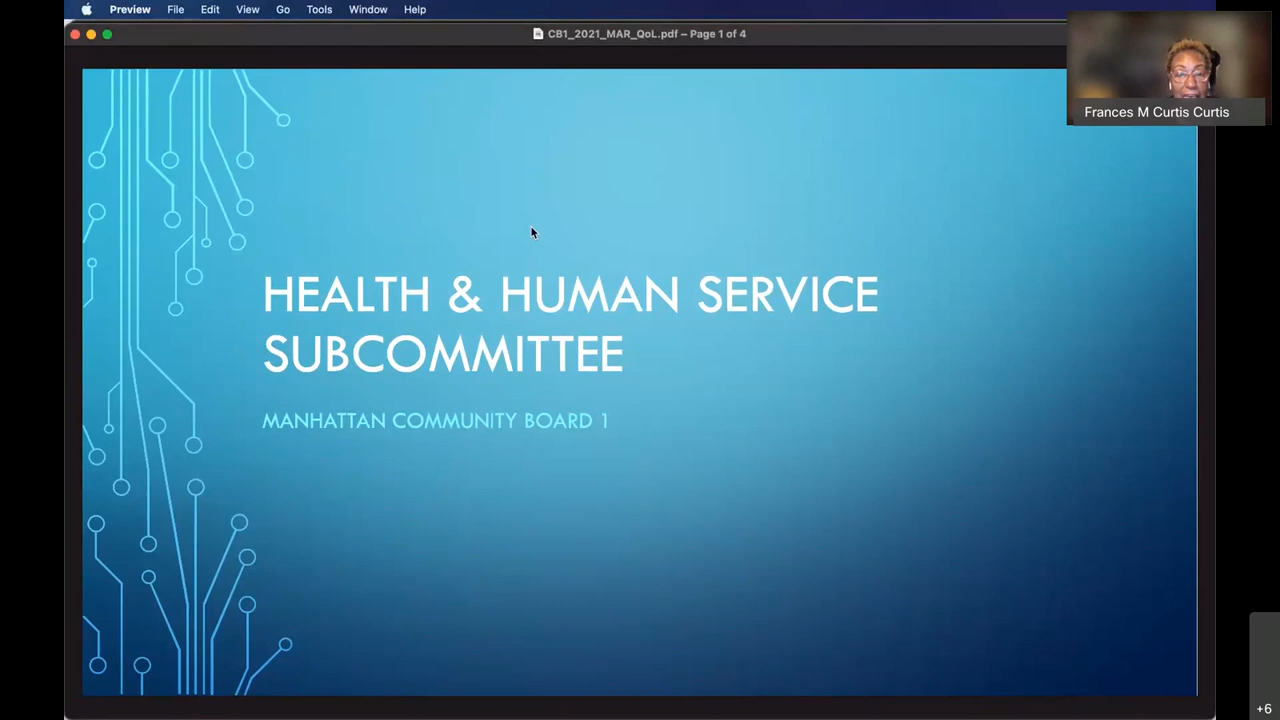 Preview File Edit View Go Tools Window Help
CB1_2021_MAR_QoL.pdf – Page 1 of 4
Frances M Curtis Curtis
HEALTH & HUMAN SERVICE
SUBCOMMITTEE
MANHATTAN COMMUNITY BOARD 1
+6